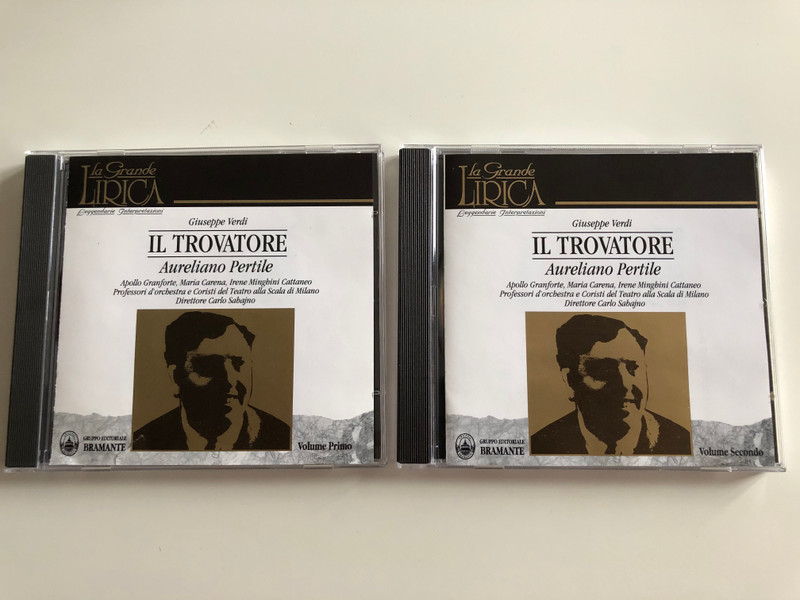 la Grande
LIRICA
Leggendarie Interpretazioni
Giuseppe Verdi
IL TROVATORE
Aureliano Pertile
Apollo Granforte, Maria Carena, Irene Minghini Cattaneo
Professori d'orchestra e Coristi del Teatro alla Scala di Milano
Direttore Carlo Sabajno
GRUPPO EDITORIALE
BRAMANTE
Volume Primo
la Grande
LIRICA
Leggendarie Interpretazioni
Giuseppe Verdi
IL TROVATORE
Aureliano Pertile
Apollo Granforte, Maria Carena, Irene Minghini Cattaneo
Professori d'orchestra e Coristi del Teatro alla Scala di Milano
Direttore Carlo Sabajno
GRUPPO EDITORIALE
BRAMANTE
Volume Secondo